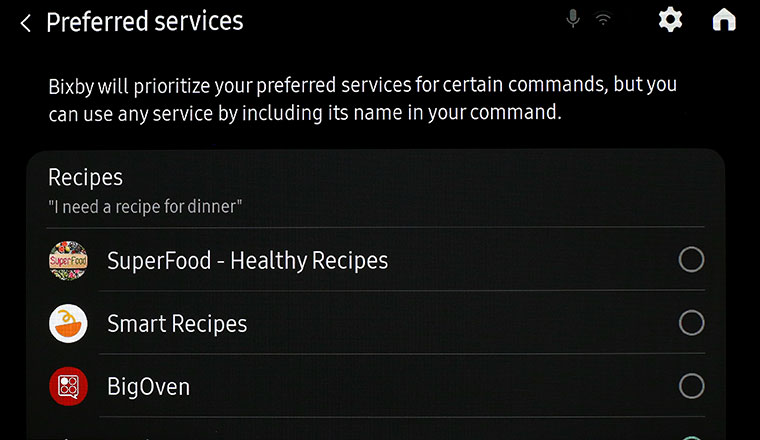 Preferred services
Bixby will prioritize your preferred services for certain commands, but you
can use any service by including its name in your command.
Recipes
"I need a recipe for dinner"
SuperFood
SuperFood - Healthy Recipes
Smart Recipes
BigOven